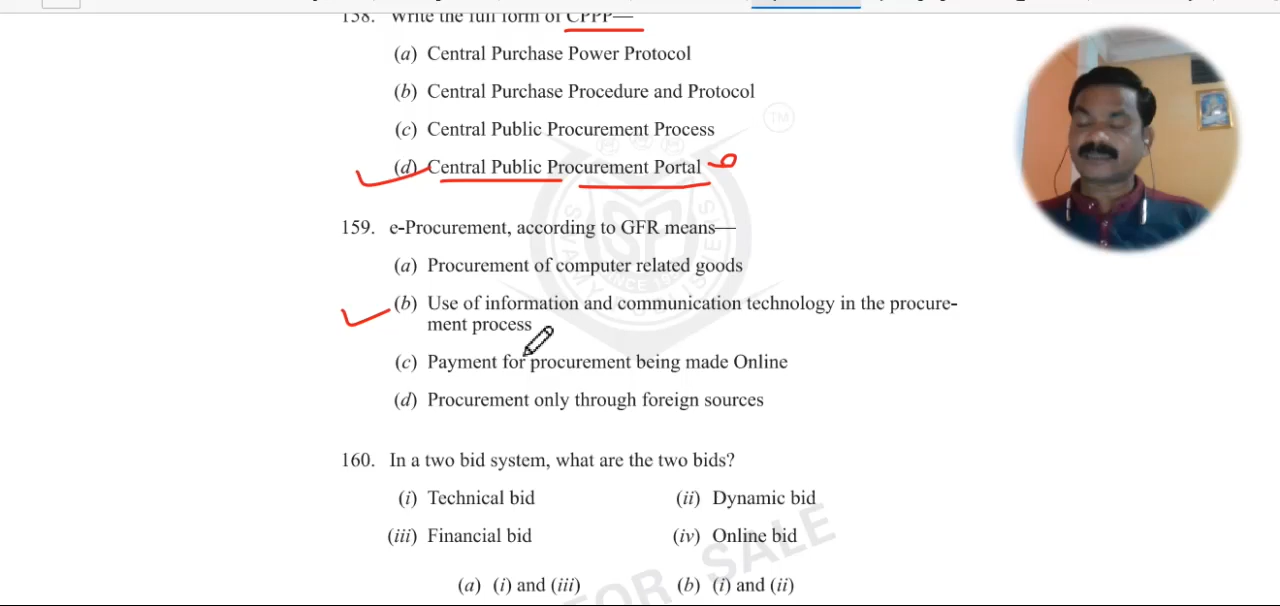 158. Write the full form of CPPP—
(a) Central Purchase Power Protocol
(b) Central Purchase Procedure and Protocol
(c) Central Public Procurement Process
(d) Central Public Procurement Portal
159. e-Procurement, according to GFR means—
(a) Procurement of computer related goods
(b) Use of information and communication technology in the procure-
ment process
(c) Payment for procurement being made Online
(d) Procurement only through foreign sources
160. In a two bid system, what are the two bids?
(i) Technical bid (ii) Dynamic bid
(iii) Financial bid (iv) Online bid
(a) (i) and (iii) (b) (i) and (ii)
TM
FOR SALE